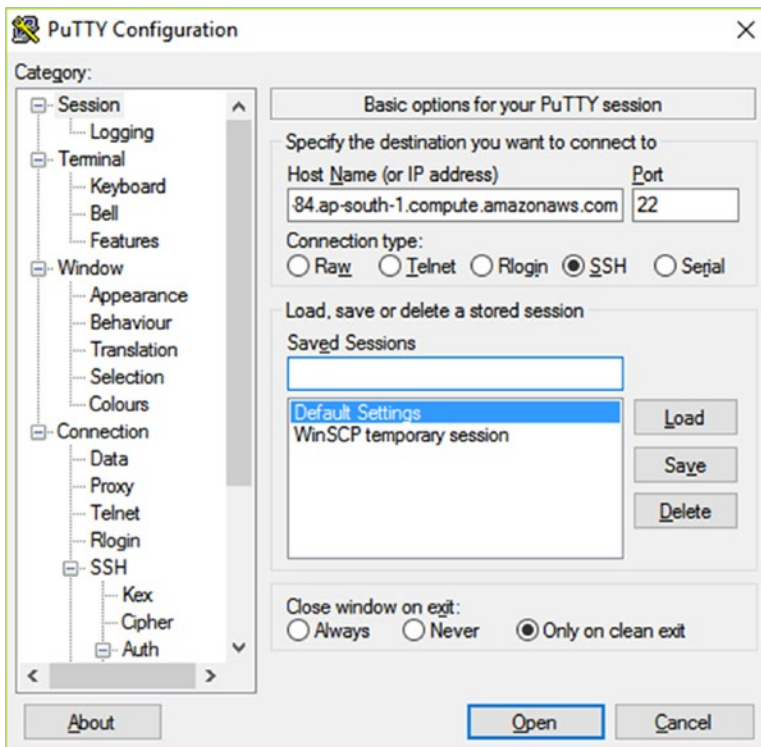 PuTTY Configuration
Category:
Session
Logging
Terminal
Keyboard
Bell
Features
Window
Appearance
Behaviour
Translation
Selection
Colours
Connection
Data
Proxy
Telnet
Rlogin
SSH
Kex
Cipher
Auth
Basic options for your PuTTY session
Specify the destination you want to connect to
Host Name (or IP address) Port
84.ap-south-1.compute.amazonaws.com 22
Connection type:
Raw Telnet Rlogin SSH Serial
Load, save or delete a stored session
Saved Sessions
Default Settings
WinSCP temporary session
Load
Save
Delete
Close window on exit:
Always Never Only on clean exit
About Open Cancel